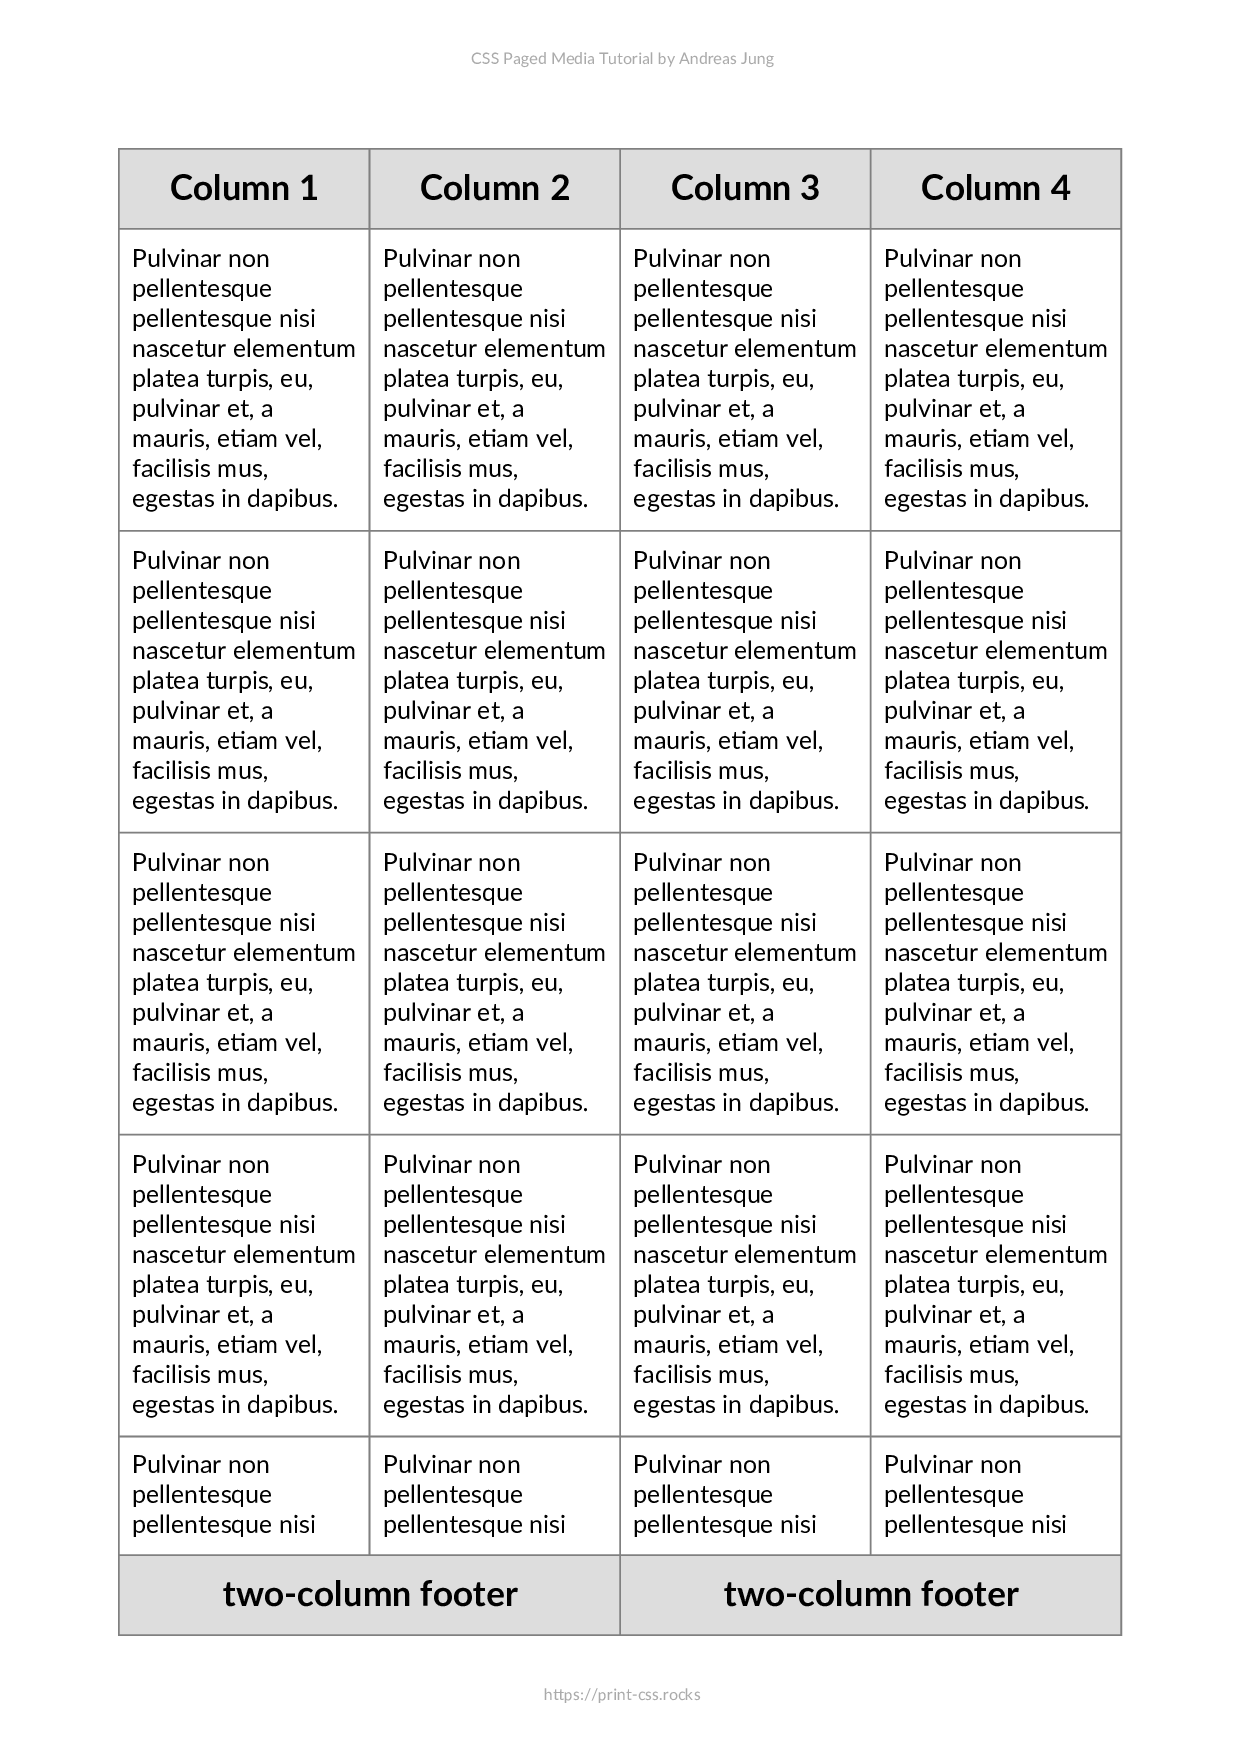 CSS Paged Media Tutorial by Andreas Jung
Column 1 Column 2 Column 3 Column 4
Pulvinar non Pulvinar non Pulvinar non Pulvinar non
pellentesque pellentesque pellentesque pellentesque
pellentesque nisi pellentesque nisi pellentesque nisi pellentesque nisi
nascetur elementum nascetur elementum nascetur elementum nascetur elementum
platea turpis, eu, platea turpis, eu, platea turpis, eu, platea turpis, eu,
pulvinar et, a pulvinar et, a pulvinar et, a pulvinar et, a
mauris, etiam vel, mauris, etiam vel, mauris, etiam vel, mauris, etiam vel,
facilisis mus, facilisis mus, facilisis mus, facilisis mus,
egestas in dapibus. egestas in dapibus. egestas in dapibus. egestas in dapibus.
Pulvinar non Pulvinar non Pulvinar non Pulvinar non
pellentesque pellentesque pellentesque pellentesque
pellentesque nisi pellentesque nisi pellentesque nisi pellentesque nisi
nascetur elementum nascetur elementum nascetur elementum nascetur elementum
platea turpis, eu, platea turpis, eu, platea turpis, eu, platea turpis, eu,
pulvinar et, a pulvinar et, a pulvinar et, a pulvinar et, a
mauris, etiam vel, mauris, etiam vel, mauris, etiam vel, mauris, etiam vel,
facilisis mus, facilisis mus, facilisis mus, facilisis mus,
egestas in dapibus. egestas in dapibus. egestas in dapibus. egestas in dapibus.
Pulvinar non Pulvinar non Pulvinar non Pulvinar non
pellentesque pellentesque pellentesque pellentesque
pellentesque nisi pellentesque nisi pellentesque nisi pellentesque nisi
nascetur elementum nascetur elementum nascetur elementum nascetur elementum
platea turpis, eu, platea turpis, eu, platea turpis, eu, platea turpis, eu,
pulvinar et, a pulvinar et, a pulvinar et, a pulvinar et, a
mauris, etiam vel, mauris, etiam vel, mauris, etiam vel, mauris, etiam vel,
facilisis mus, facilisis mus, facilisis mus, facilisis mus,
egestas in dapibus. egestas in dapibus. egestas in dapibus. egestas in dapibus.
Pulvinar non Pulvinar non Pulvinar non Pulvinar non
pellentesque pellentesque pellentesque pellentesque
pellentesque nisi pellentesque nisi pellentesque nisi pellentesque nisi
nascetur elementum nascetur elementum nascetur elementum nascetur elementum
platea turpis, eu, platea turpis, eu, platea turpis, eu, platea turpis, eu,
pulvinar et, a pulvinar et, a pulvinar et, a pulvinar et, a
mauris, etiam vel, mauris, etiam vel, mauris, etiam vel, mauris, etiam vel,
facilisis mus, facilisis mus, facilisis mus, facilisis mus,
egestas in dapibus. egestas in dapibus. egestas in dapibus. egestas in dapibus.
Pulvinar non Pulvinar non Pulvinar non Pulvinar non
pellentesque pellentesque pellentesque pellentesque
pellentesque nisi pellentesque nisi pellentesque nisi pellentesque nisi
two-column footer two-column footer
https://print-css.rocks